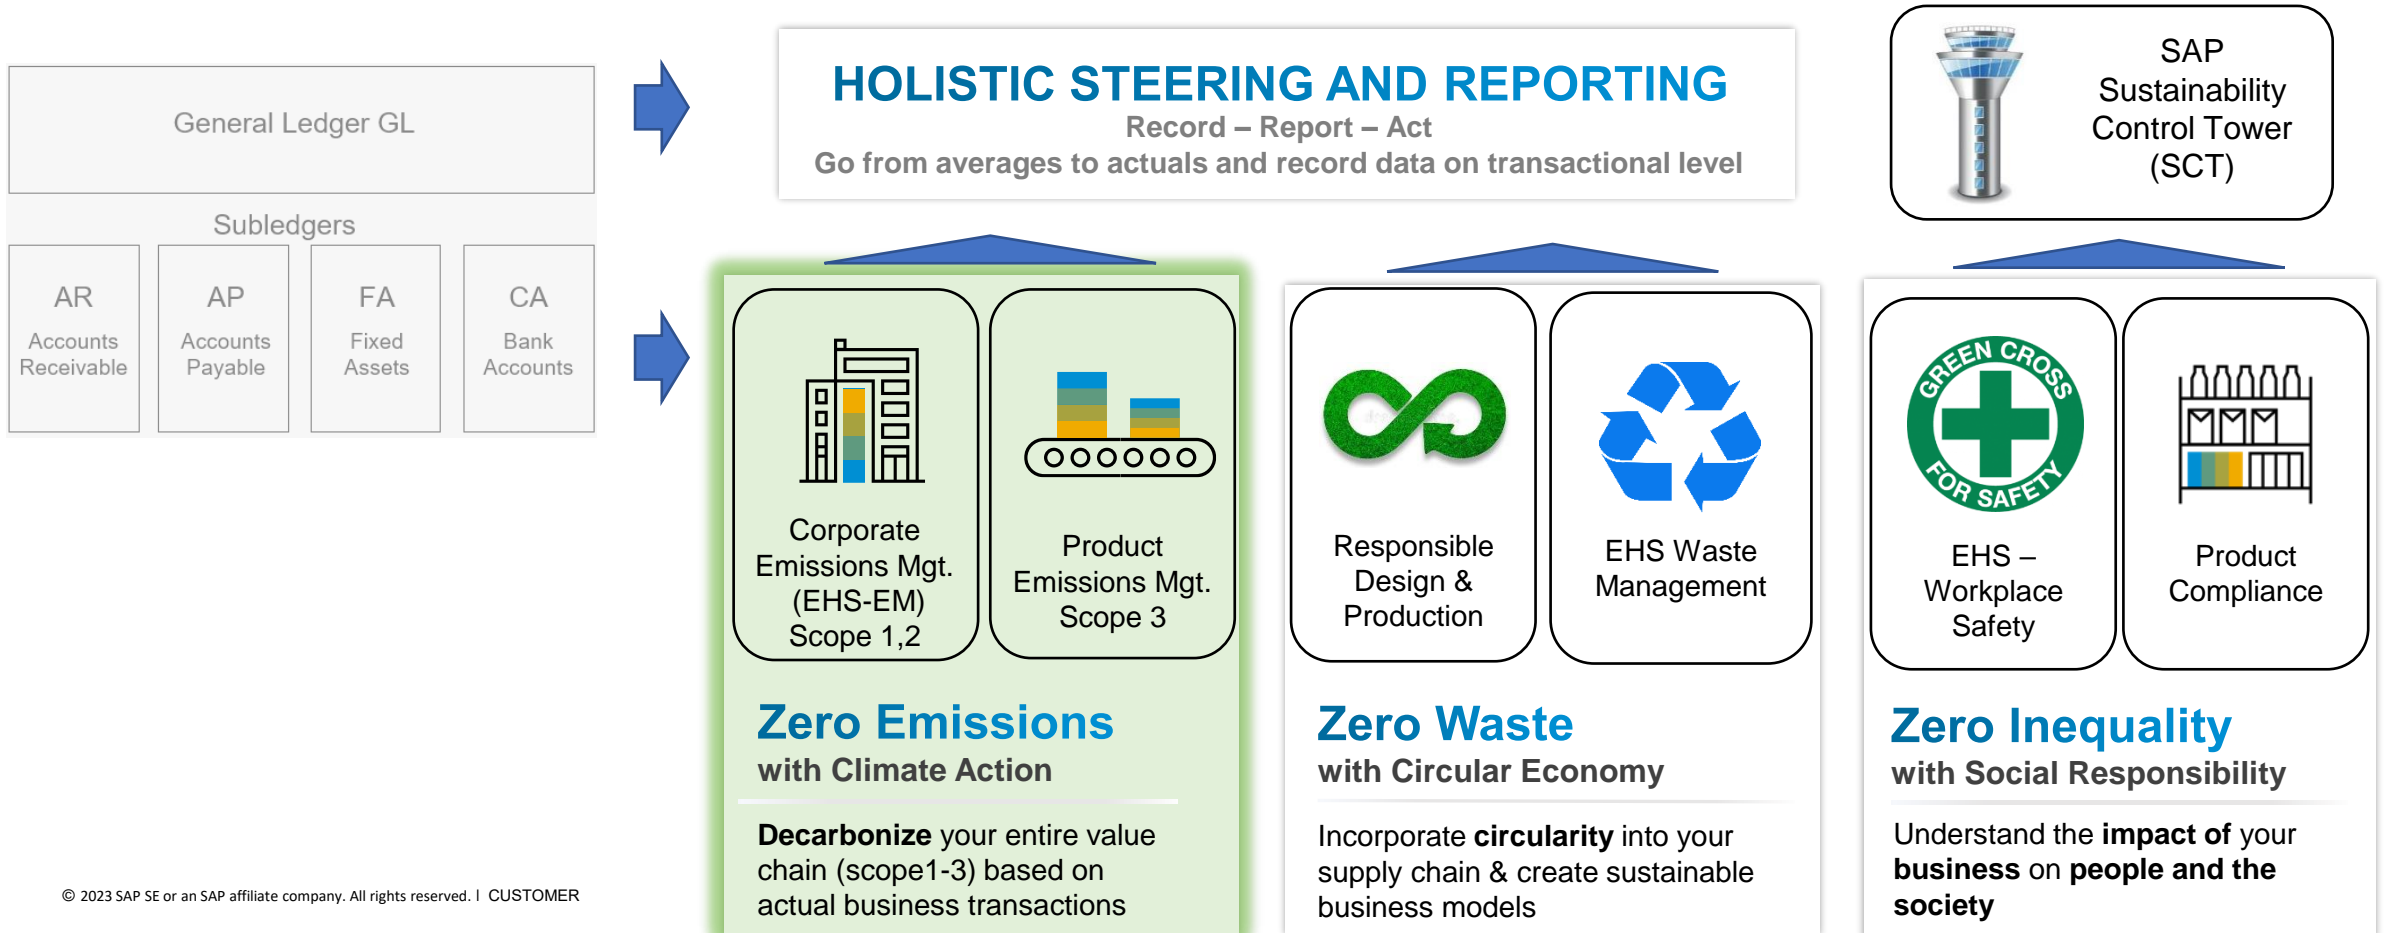 General Ledger GL
Subledgers
AR
Accounts
Receivable
AP
Accounts
Payable
FA
Fixed
Assets
CA
Bank
Accounts
HOLISTIC STEERING AND REPORTING
Record – Report – Act
Go from averages to actuals and record data on transactional level
SAP
Sustainability
Control Tower
(SCT)
Corporate
Emissions Mgt.
(EHS-EM)
Scope 1,2
Product
Emissions Mgt.
Scope 3
Zero Emissions
with Climate Action
Decarbonize your entire value
chain (scope1-3) based on
actual business transactions
Responsible
Design &
Production
EHS Waste
Management
Zero Waste
with Circular Economy
Incorporate circularity into your
supply chain & create sustainable
business models
GREEN CROSS
FOR SAFETY
EHS –
Workplace
Safety
Product
Compliance
Zero Inequality
with Social Responsibility
Understand the impact of your
business on people and the
society
© 2023 SAP SE or an SAP affiliate company. All rights reserved. I CUSTOMER